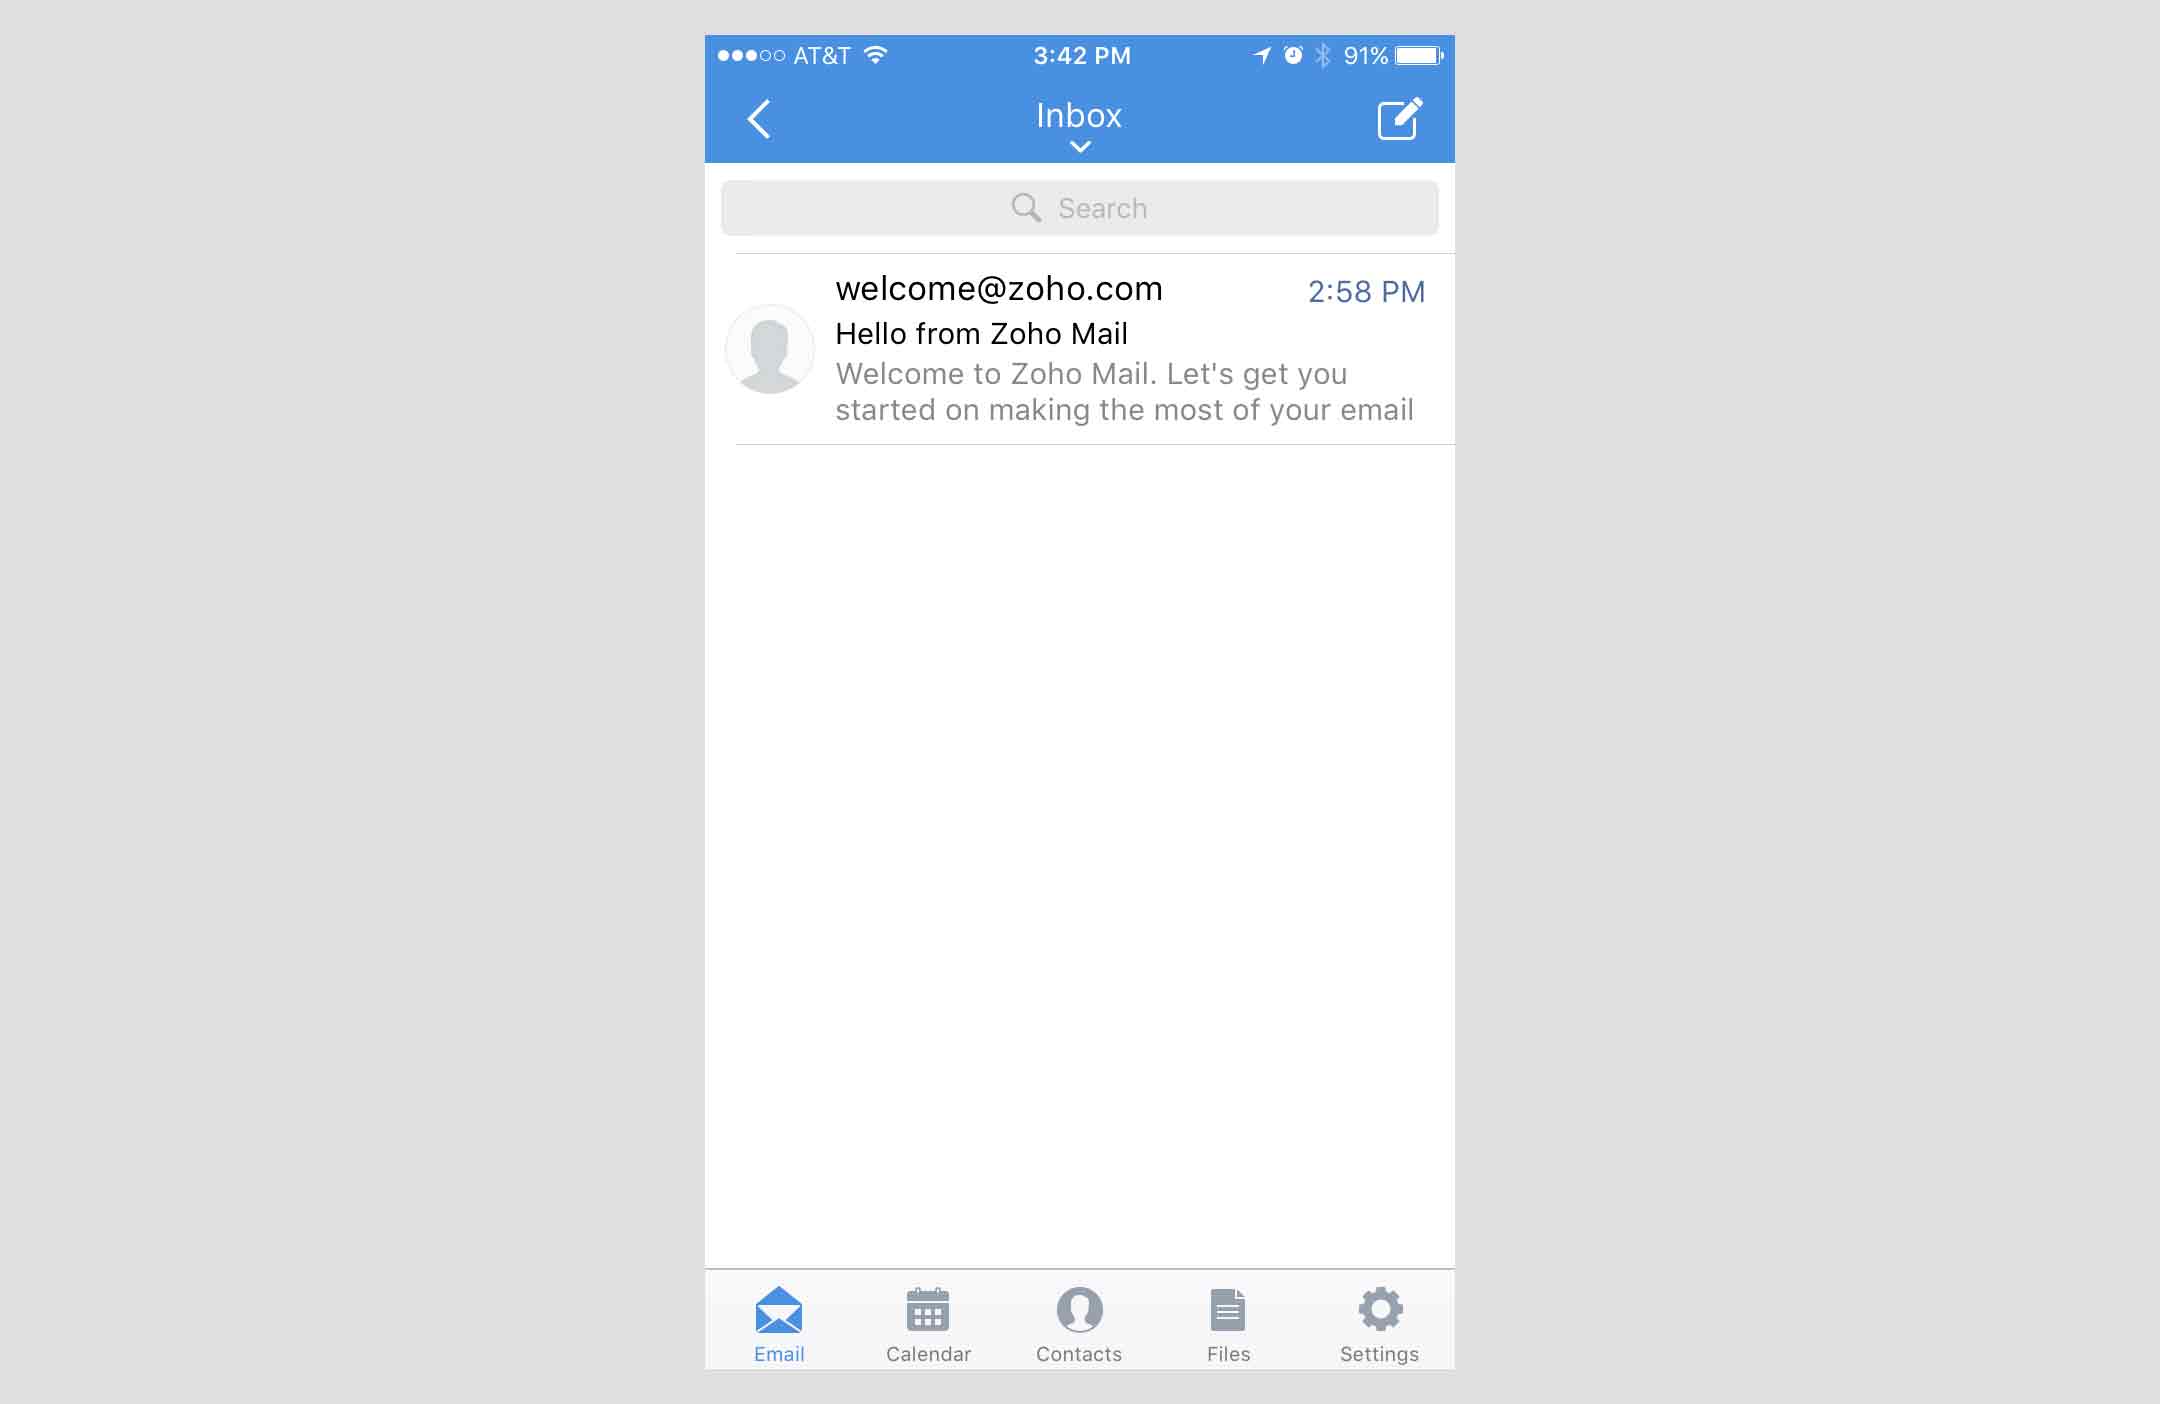 AT&T 3:42 PM 91%
Inbox
Search
welcome@zoho.com 2:58 PM
Hello from Zoho Mail
Welcome to Zoho Mail. Let's get you
started on making the most of your email
Email Calendar Contacts Files Settings